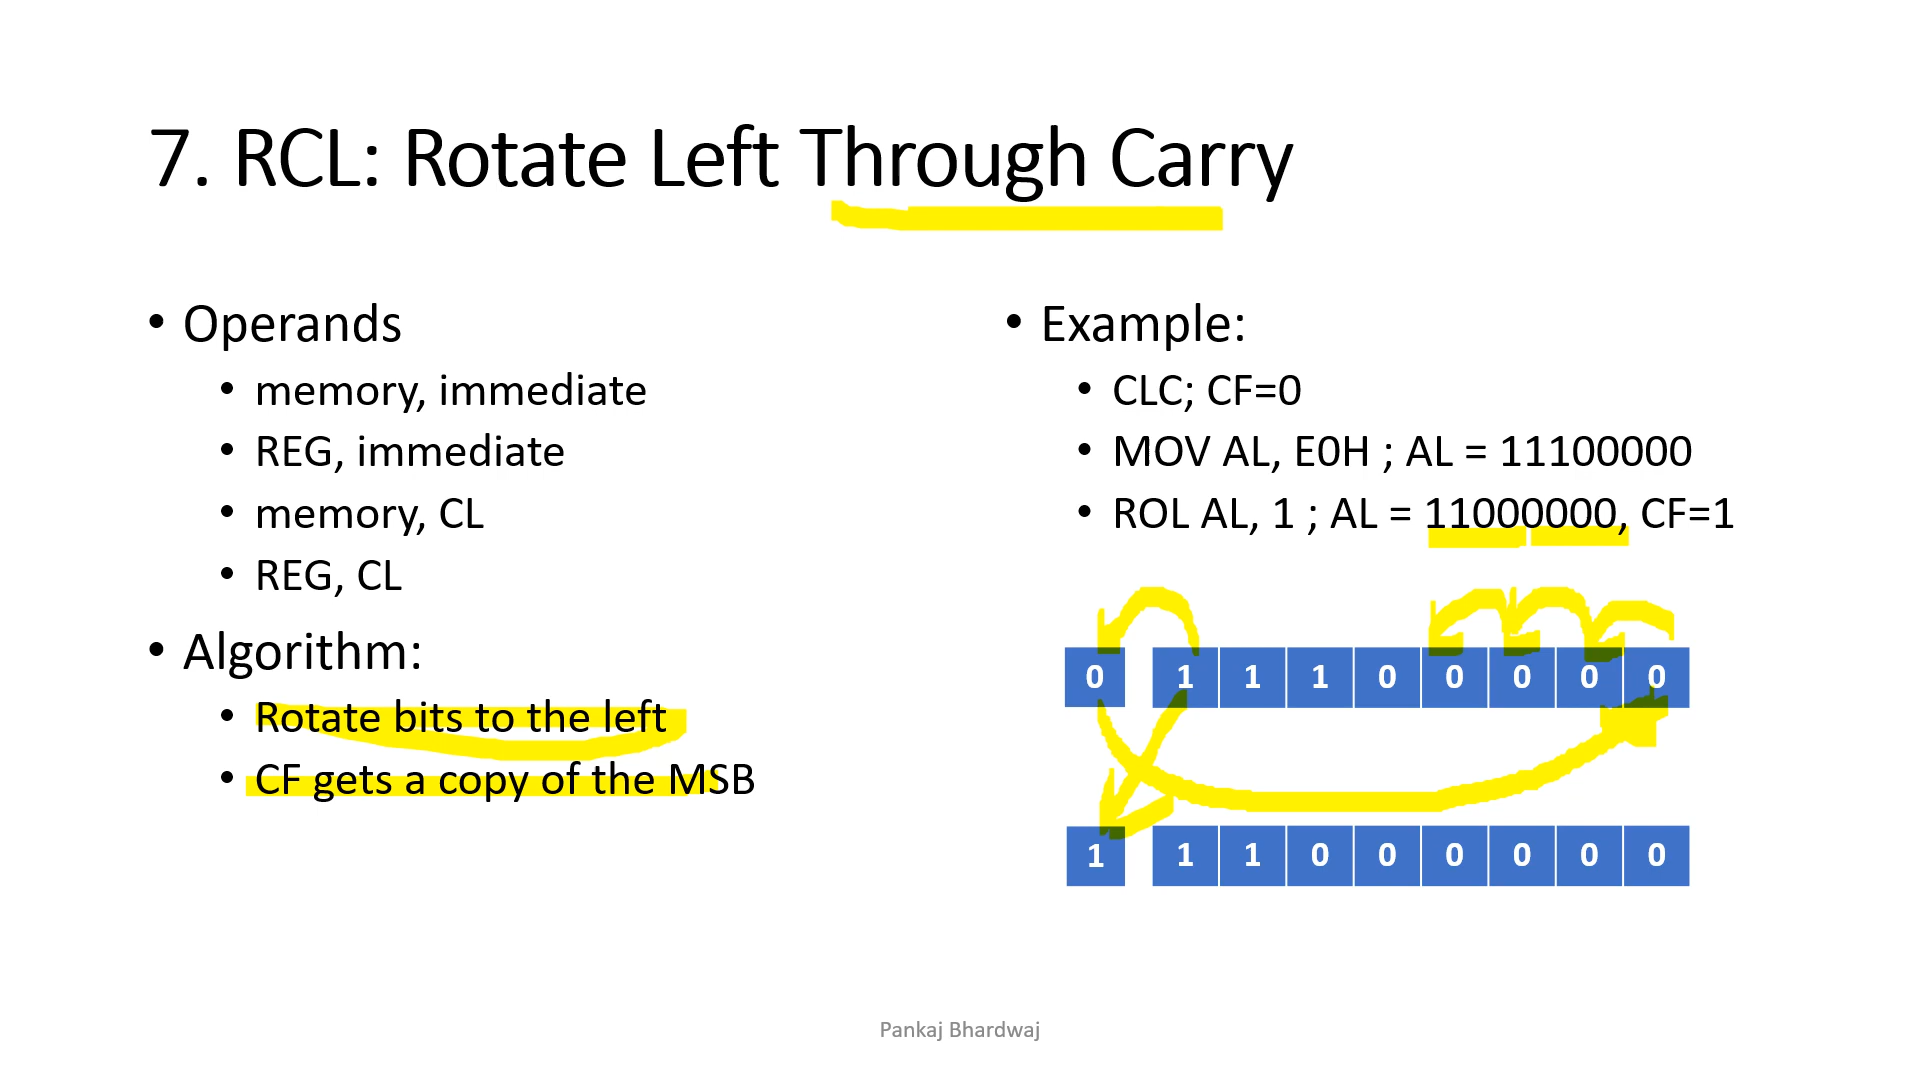 7. RCL: Rotate Left Through Carry
• Operands
• memory, immediate
• REG, immediate
• memory, CL
• REG, CL
• Algorithm:
• Rotate bits to the left
• CF gets a copy of the MSB
• Example:
• CLC; CF=0
• MOV AL, E0H ; AL = 11100000
• ROL AL, 1 ; AL = 11000000, CF=1
0 1 1 1 0 0 0 0 0
1 1 1 0 0 0 0 0 0
Pankaj Bhardwaj